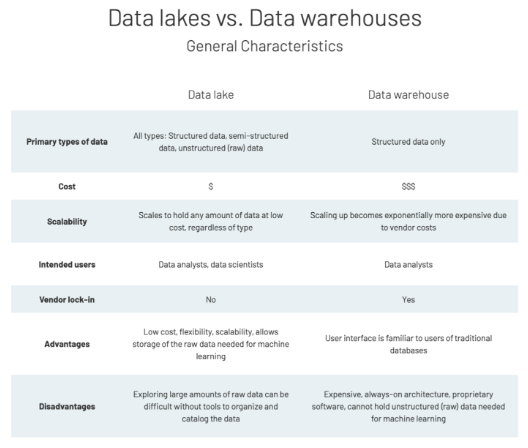 Data lakes vs. Data warehouses
General Characteristics
Data lake
Data warehouse
Primary types of data
All types: Structured data, semi-structured
data, unstructured (raw) data
Structured data only
Cost
$
$$$
Scalability
Scales to hold any amount of data at low
cost, regardless of type
Scaling up becomes exponentially more expensive due
to vendor costs
Intended users
Data analysts, data scientists
Data analysts
Vendor lock-in
No
Yes
Advantages
Low cost, flexibility, scalability, allows
storage of the raw data needed for machine
learning
User interface is familiar to users of traditional
databases
Disadvantages
Exploring large amounts of raw data can be
difficult without tools to organize and
catalog the data
Expensive, always-on architecture, proprietary
software, cannot hold unstructured (raw) data needed
for machine learning